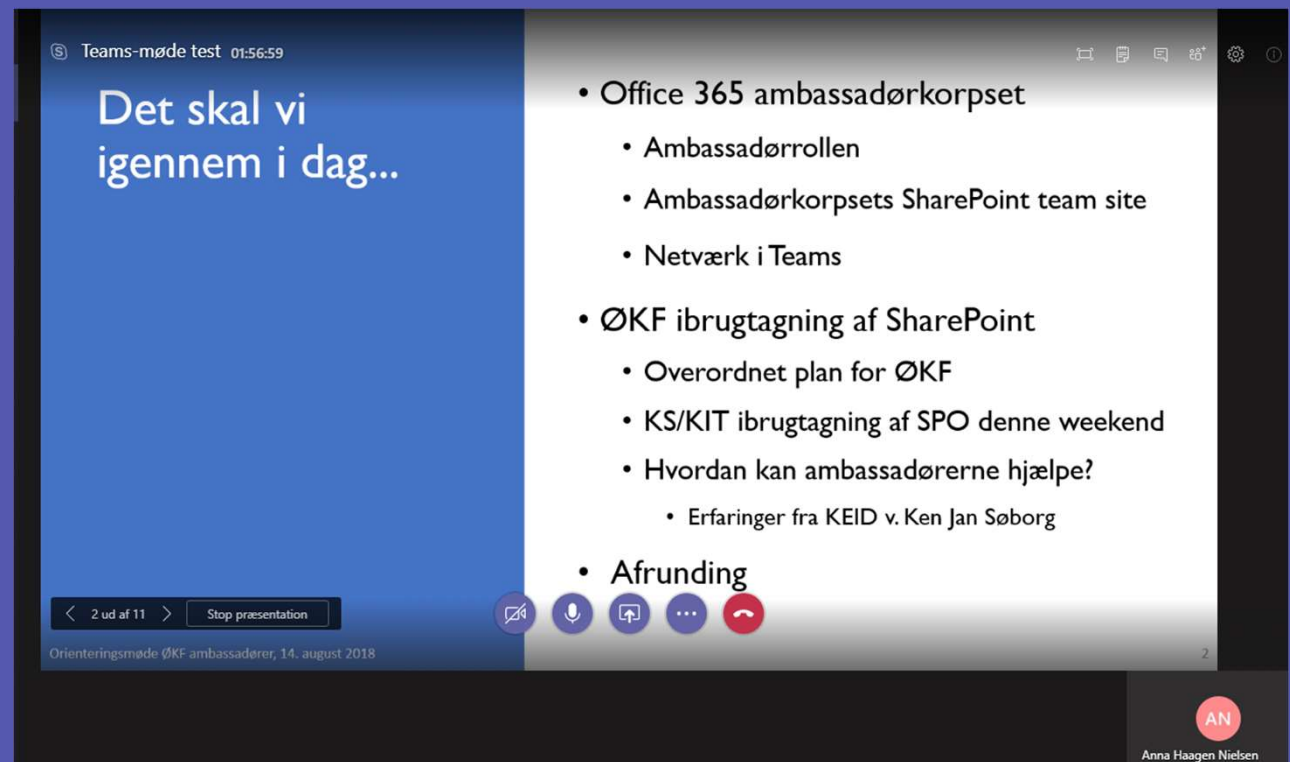 Teams-møde test 01:56:59
Det skal vi
igennem i dag...
• Office 365 ambassadørkorpset
• Ambassadørrollen
• Ambassadørkorpsets SharePoint team site
• Netværk i Teams
• ØKF ibrugtagning af SharePoint
• Overordnet plan for ØKF
• KS/KIT ibrugtagning af SPO denne weekend
• Hvordan kan ambassadørerne hjælpe?
• Erfaringer fra KEID v. Ken Jan Søborg
• Afrunding
2 ud af 11
Stop præsentation
Orienteringsmøde ØKF ambassadører, 14. august 2018
2
AN
Anna Haagen Nielsen